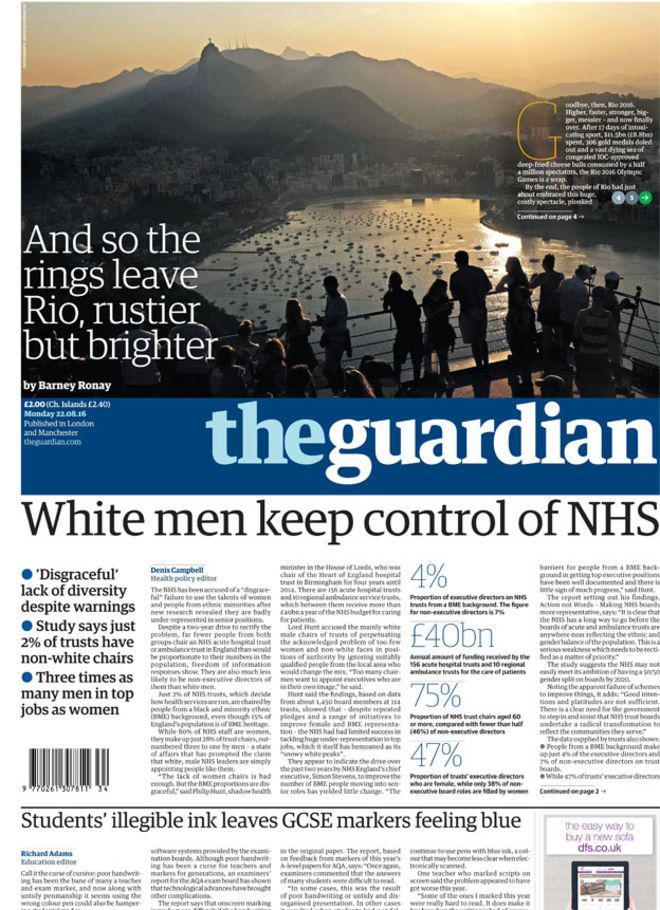 Goodbye, then, Rio 2016.
Higher, faster, stronger, big-
ger, messier – and now finally
over. After 17 days of intoxi-
cating sport, $11.5bn (£8.8bn)
spent, 306 gold medals doled
out and a vast dying sea of
congealed IOC-approved
deep-fried cheese balls consumed by a half
a million spectators, the Rio 2016 Olympic
Games is a wrap.
By the end, the people of Rio had just
about embraced this huge,
costly spectacle, plonked
4 5
Continued on page 4 →
And so the
rings leave
Rio, rustier
but brighter
by Barney Ronay
£2.00 (Ch. Islands £2.40)
Monday 22.08.16
Published in London
and Manchester
theguardian.com
theguardian
White men keep control of NHS
● 'Disgraceful'
lack of diversity
despite warnings
● Study says just
2% of trusts have
non-white chairs
● Three times as
many men in top
jobs as women
9 770261 307811 34
Denis Campbell
Health policy editor
The NHS has been accused of a "disgrace-
ful" failure to use the talents of women
and people from ethnic minorities after
new research revealed they are badly
under-represented in senior positions.
Despite a two-year drive to rectify the
problem, far fewer people from both
groups chair an NHS acute hospital trust
or ambulance trust in England than would
be proportionate to their numbers in the
population, freedom of information
responses show. They are also much less
likely to be non-executive directors of
them than white men.
Just 2% of NHS trusts, which decide
how health services are run, are chaired by
people from a black and minority ethnic
(BME) background, even though 15% of
England's population is of BME heritage.
While 80% of NHS staff are women,
they make up just 28% of trust chairs, out-
numbered three to one by men – a state
of affairs that has prompted the claim
that white, male NHS leaders are simply
appointing people like them.
"The lack of women chairs is bad
enough. But the BME proportions are dis-
graceful," said Philip Hunt, shadow health
minister in the House of Lords, who was
chair of the Heart of England hospital
trust in Birmingham for four years until
2014. There are 156 acute hospital trusts
and 10 regional ambulance service trusts,
which between them receive more than
£40bn a year of the NHS budget for caring
for patients.
Lord Hunt accused the mainly white
male chairs of trusts of perpetuating
the acknowledged problem of too few
women and non-white faces in posi-
tions of authority by ignoring suitably
qualified people from the local area who
would change the mix. "Too many chair-
men want to appoint executives who are
in their own image," he said.
Hunt said the findings, based on data
from about 1,450 board members at 114
trusts, showed that – despite repeated
pledges and a range of initiatives to
improve female and BME representa-
tion – the NHS had had limited success in
tackling huge under-representation in top
jobs, which it itself has bemoaned as its
"snowy white peaks".
They appear to indicate the drive over
the past two years by NHS England's chief
executive, Simon Stevens, to improve the
number of BME people moving into sen-
ior roles has yielded little change. "The
4%
Proportion of executive directors on NHS
trusts from a BME background. The figure
for non-executive directors is 7%
£40bn
Annual amount of funding received by the
156 acute hospital trusts and 10 regional
ambulance trusts for the care of patients
75%
Proportion of NHS trust chairs aged 60
or more, compared with fewer than half
(46%) of non-executive directors
47%
Proportion of trusts' executive directors
who are female, while only 38% of non-
executive board roles are filled by women
barriers for people from a BME back-
ground in getting top executive positions
have been well documented and there is
little sign of much progress," said Hunt.
The report setting out his findings,
Action not Words – Making NHS boards
more representative, says: "It is clear that
the NHS has a long way to go before the
boards of acute and ambulance trusts are
anywhere near reflecting the ethnic and
gender balance of the population. This is a
serious weakness which needs to be recti-
fied as a matter of priority."
The study suggests the NHS may not
easily meet its ambition of having a 50/50
gender split on boards by 2020.
Noting the apparent failure of schemes
to improve things, it adds: "Good inten-
tions and platitudes are not sufficient.
There is a clear need for the government
to step in and insist that NHS trust boards
undertake a radical transformation to
reflect the communities they serve."
The data supplied by trusts also shows:
● People from a BME background make
up just 4% of the executive directors and
7% of non-executive directors on trust
boards.
● While 47% of trusts' executive directors
Continued on page 2 →
Students' illegible ink leaves GCSE markers feeling blue
Richard Adams
Education editor
Call it the curse of cursive: poor handwrit-
ing has been the bane of many a teacher
and exam marker, and now along with
untidy penmanship it seems using the
wrong colour pen could also be hamper-
software systems provided by the exami-
nation boards. Although poor handwrit-
ing has been a curse for teachers and
markers for generations, an examiners'
report for the AQA exam board has shown
that technological advances have brought
other complications.
The report says that onscreen marking
in the original paper. The report, based
on feedback from markers of this year's
A-level papers for AQA, says: "Once again,
examiners commented that the answers
of many students were difficult to read.
"In some cases, this was the result
of poor handwriting or untidy and dis-
organised presentation. In other cases
continue to use pens with blue ink, a col-
our that may become less clear when elec-
tronically scanned.
One teacher who marked scripts on
screen said the problem appeared to have
got worse this year.
"Some of the ones I marked this year
were really hard to read. It does make it
the easy way to
buy a new sofa
dfs.co.uk